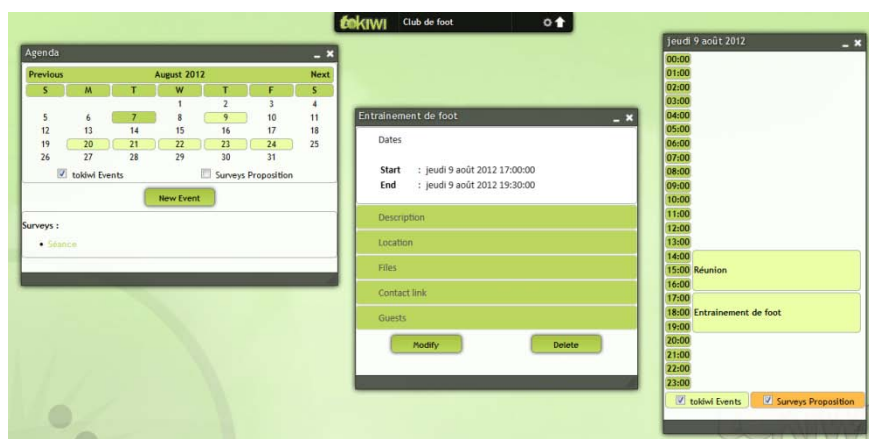 tokiwi Club de foot
Agenda
Previous August 2012 Next
S M T W T F S
1 2 3 4
5 6 7 8 9 10 11
12 13 14 15 16 17 18
19 20 21 22 23 24 25
26 27 28 29 30 31
tokiwi Events Surveys Proposition
New Event
Surveys :
• Séance
Entrainement de foot
Dates
Start : jeudi 9 août 2012 17:00:00
End : jeudi 9 août 2012 19:30:00
Description
Location
Files
Contact link
Guests
Modify Delete
jeudi 9 août 2012
00:00
01:00
02:00
03:00
04:00
05:00
06:00
07:00
08:00
09:00
10:00
11:00
12:00
13:00
14:00
15:00 Réunion
16:00
17:00
18:00 Entrainement de foot
19:00
20:00
21:00
22:00
23:00
tokiwi Events Surveys Proposition